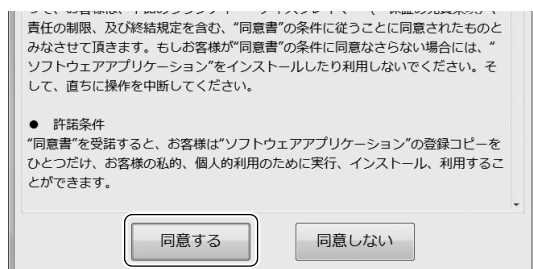 責任の制限、及び終結規定を含む、“同意書”の条件に従うことに同意されたものと
みなさせて頂きます。もしお客様が“同意書”の条件に同意なさらない場合には、“
ソフトウェアアプリケーション”をインストールしたり利用しないでください。そ
して、直ちに操作を中断してください。
● 許諾条件
“同意書”を受諾すると、お客様は“ソフトウェアアプリケーション”の登録コピーを
ひとつだけ、お客様の私的、個人的利用のために実行、インストール、利用するこ
とができます。
同意する
同意しない